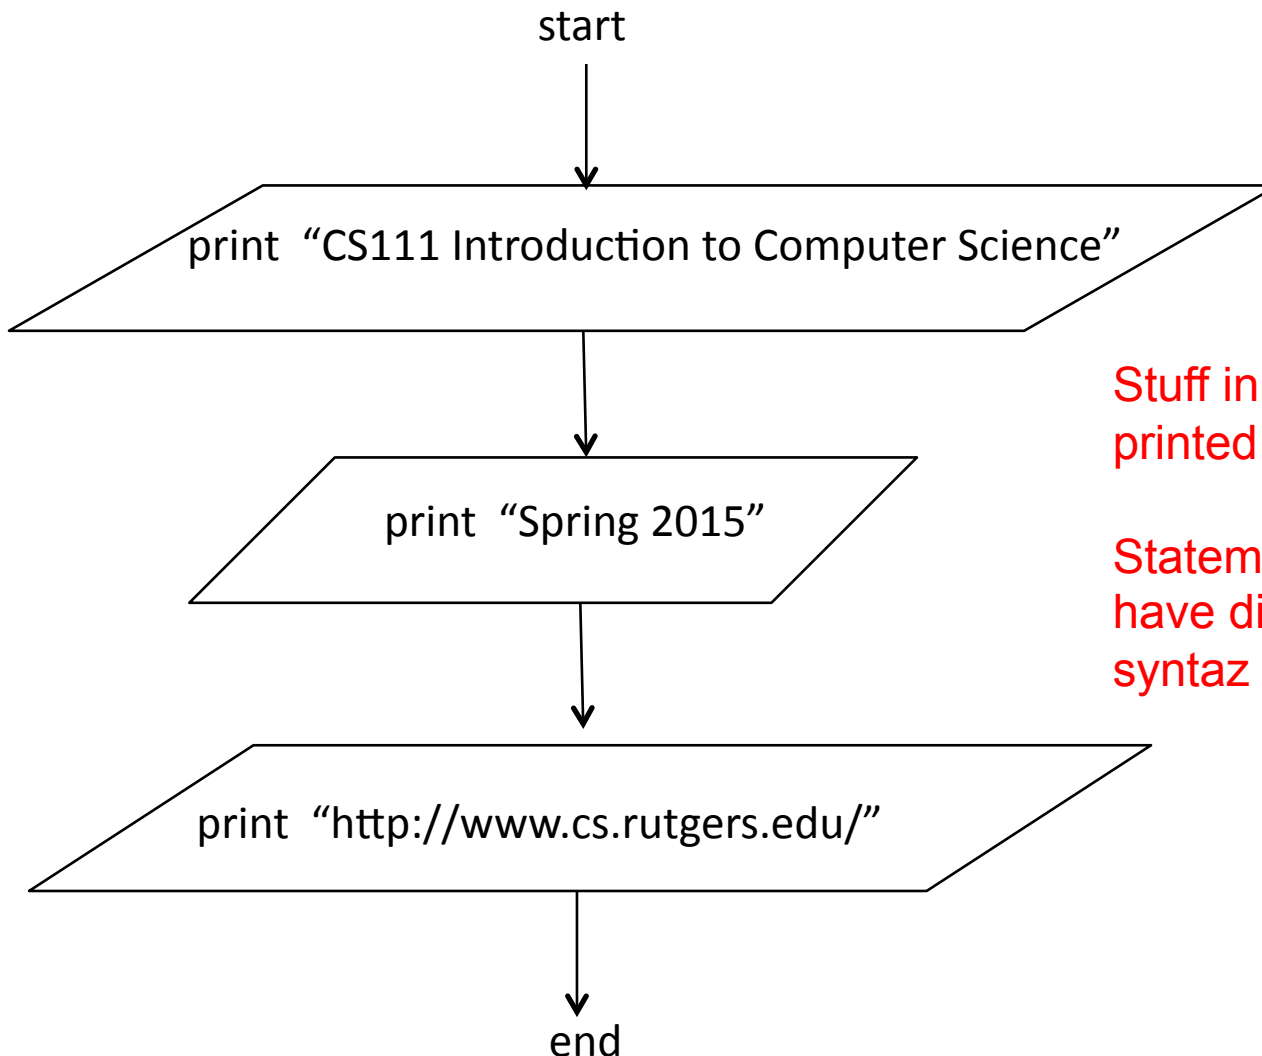 start
print “CS111 Introduction to Computer Science”
Stuff in
printed
print “Spring 2015”
have
syntaz
print “http://www.cs.rutgers.edu/”
end